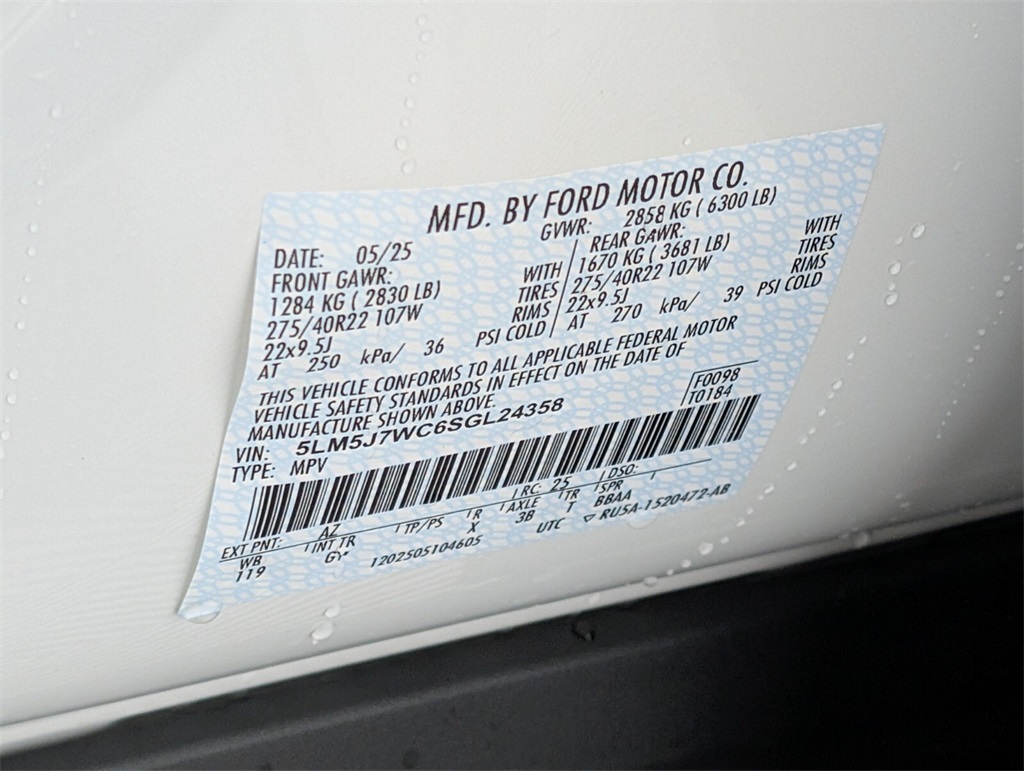 MFD. BY FORD MOTOR CO.
DATE: 05/25 GVWR: 2858 KG ( 6300 LB)
FRONT GAWR: REAR GAWR:
1284 KG ( 2830 LB) WITH 1670 KG ( 3681 LB) WITH
275/40R22 107W TIRES 275/40R22 107W TIRES
22x9.5J RIMS 22x9.5J RIMS
AT 250 kPa/ 36 PSI COLD AT 270 kPa/ 39 PSI COLD
THIS VEHICLE CONFORMS TO ALL APPLICABLE FEDERAL MOTOR
VEHICLE SAFETY STANDARDS IN EFFECT ON THE DATE OF
MANUFACTURE SHOWN ABOVE.
VIN: 5LM5J7WC6SGL24358 F0098
TYPE: MPV T0184
EXT PNT: AZ RC: 25 DSO:
WB INT TR TP/PS R AXLE TR SPR
119 GY* X 3B T BBAA
1202505104605 UTC ▽ RU5A-1520472-AB